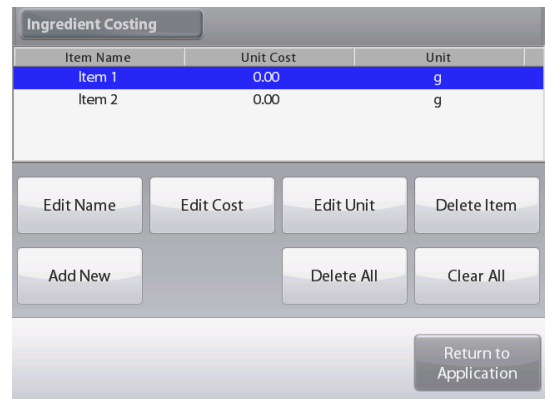 Ingredient Costing
Item Name Unit Cost Unit
Item 1 0.00 g
Item 2 0.00 g
Edit Name Edit Cost Edit Unit Delete Item
Add New Delete All Clear All
Return to
Application